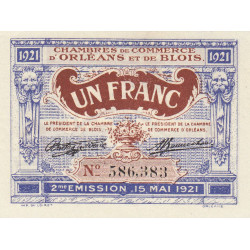 CHAMBRES DE COMMERCE
1921 D'ORLÉANS ET DE BLOIS. 1921
UN FRANC
LE PRÉSIDENT DE LA CHAMBRE
DE COMMERCE DE BLOIS.
LE PRÉSIDENT DE LA CHAMBRE
DE COMMERCE D'ORLÉANS.
No 586,383
2me EMISSION. 15 MAI 1921